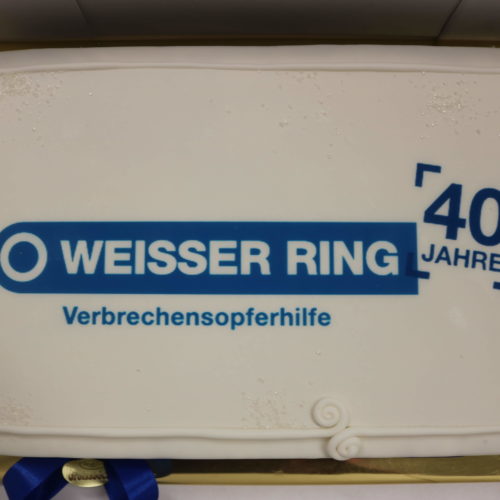 40
JAHRE
WEISSER RING
Verbrechensopferhilfe